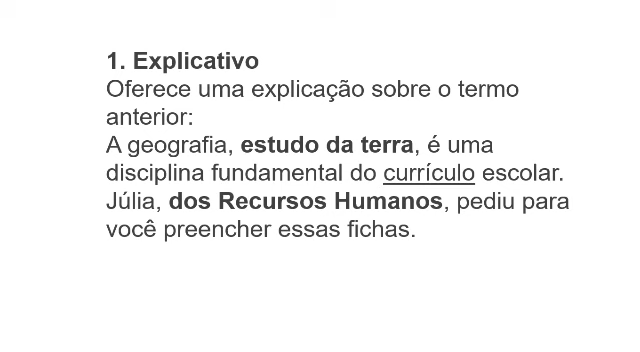 1. Explicativo
Oferece uma explicação sobre o termo
anterior:
A geografia, estudo da terra, é uma
disciplina fundamental do currículo escolar.
Júlia, dos Recursos Humanos, pediu para
você preencher essas fichas.